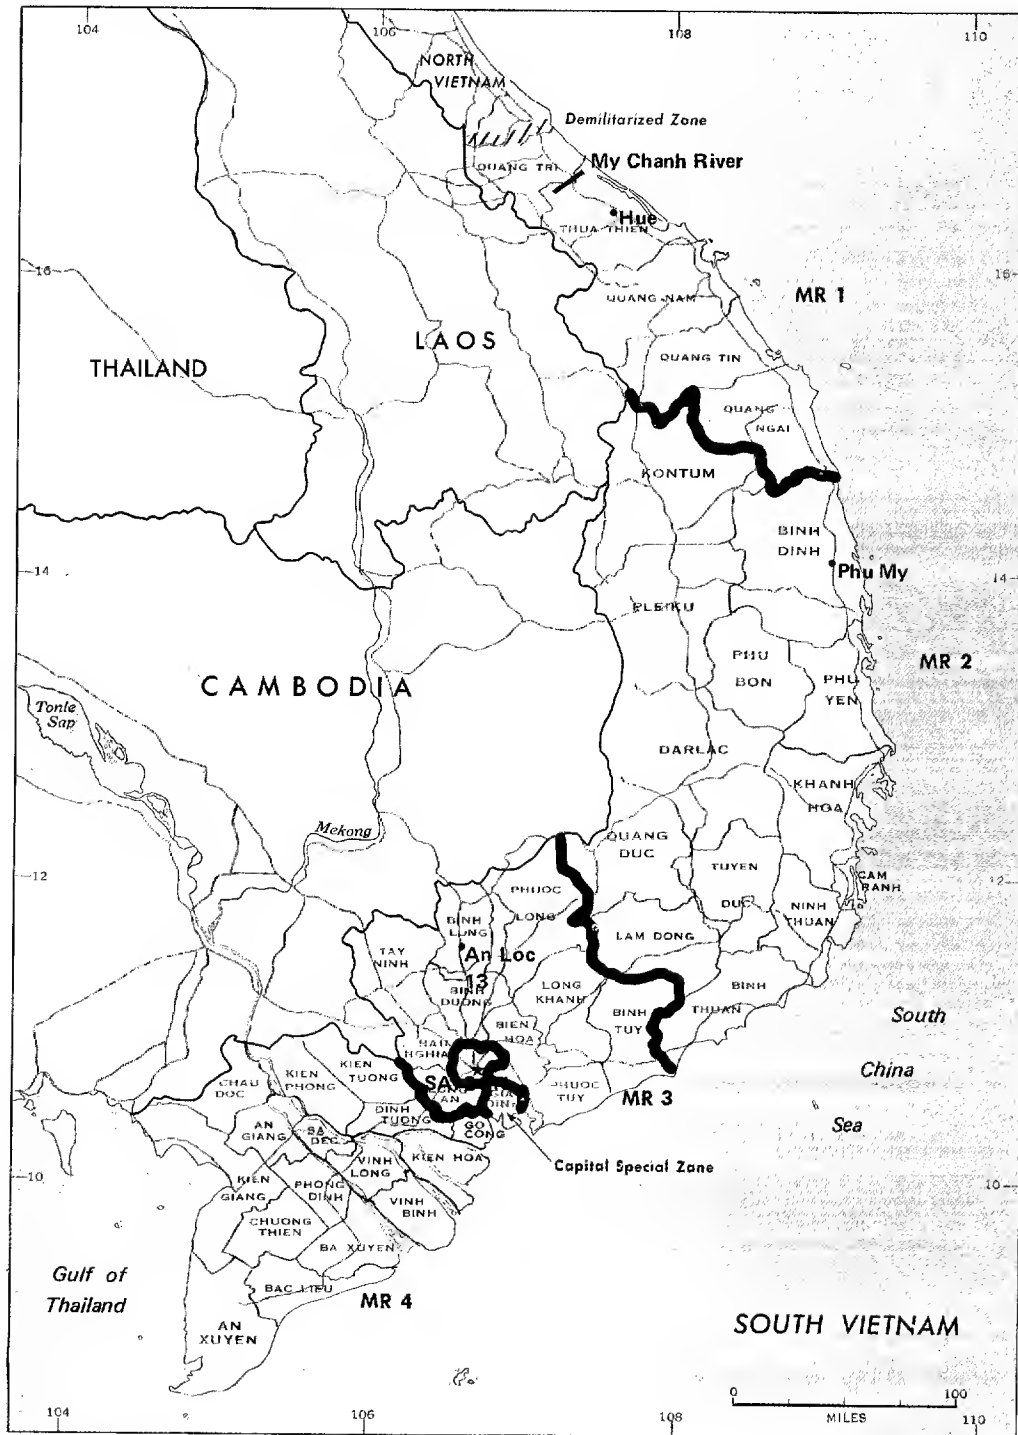 104
106
108
110
NORTH
VIETNAM
Demilitarized Zone
QUANG TRI
My Chanh River
Hue
THUA THIEN
16
16
QUANG NAM
MR 1
LAOS
THAILAND
QUANG TIN
QUANG
NGAI
KONTUM
BINH
DINH
Phu My
14
14
PLEIKU
PHU
BON
MR 2
PHU
YEN
CAMBODIA
Tonle
Sap
DARLAC
KHANH
HOA
Mekong
QUANG
DUC
TUYEN
DUC
12
12
CAM
RANH
PHUOC
LONG
NINH
THUAN
BINH
LONG
LAM DONG
TAY
NINH
An Loc
13
BINH
DUONG
LONG
KHANH
BINH
THUAN
BINH
TUY
BIEN
HOA
South
China
Sea
HAU
NGHIA
KIEN
TUONG
KIEN
PHONG
CHAU
DOC
PHUOC
TUY
MR 3
DINH
TUONG
GO
CONG
AN
GIANG
SA
DEC
VINH
LONG
KIEN HOA
Capital Special Zone
10
10
KIEN
GIANG
PHONG
DINH
VINH
BINH
CHUONG
THIEN
BA XUYEN
Gulf of
Thailand
BAC LIEU
MR 4
AN
XUYEN
SOUTH VIETNAM
0
100
MILES
104
106
108
110